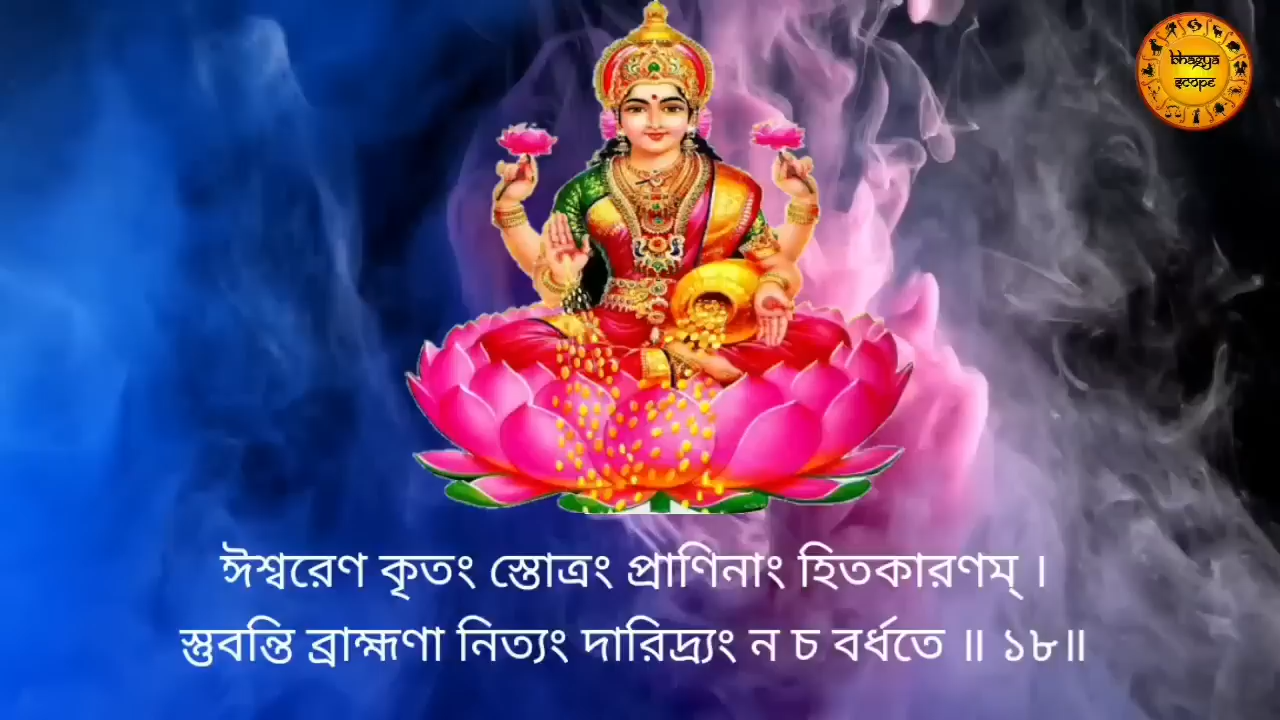 bhagya
scope
ঈশ্বরেণ কৃতং স্তোত্রং প্রাণিনাং হিতকারণম্ ।
স্তুবন্তি ব্রাহ্মণা নিত্যং দারিদ্র্যং ন চ বর্ধতে ॥ ১৮॥